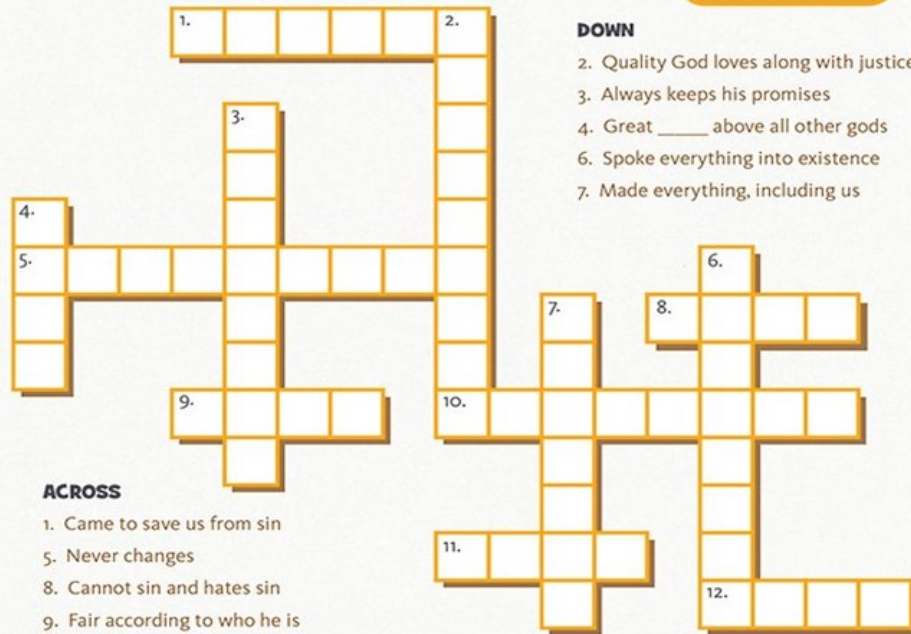 1.
2.
DOWN
2. Quality God loves along with justice
3. Always keeps his promises
4. Great _____ above all other gods
6. Spoke everything into existence
7. Made everything, including us
3.
4.
5.
6.
7.
8.
9.
10.
11.
12.
ACROSS
1. Came to save us from sin
5. Never changes
8. Cannot sin and hates sin
9. Fair according to who he is